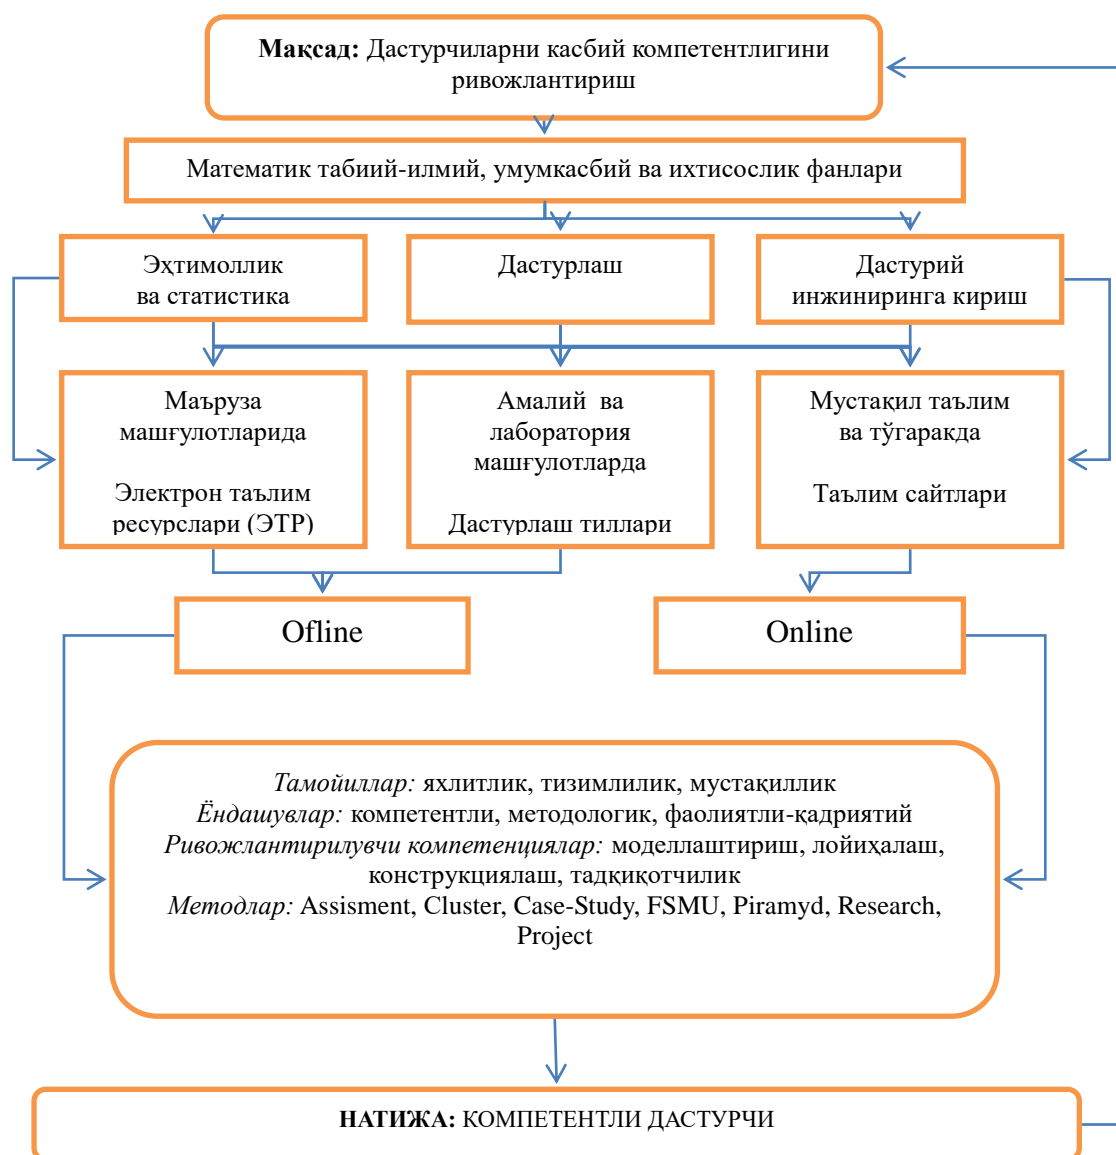 Мақсад: Дастурчиларни касбий компетентлигини
ривожлантириш
Математик табиий-илмий, умумкасбий ва ихтисослик фанлари
Эҳтимоллик
ва статистика
Дастурлаш
Дастурий
инжиниринга кириш
Маъруза
машғулотларида
Электрон таълим
ресурслари (ЭТР)
Амалий ва
лаборатория
машғулотларда
Дастурлаш тиллари
Мустақил таълим
ва тўгаракда
Таълим сайтлари
Ofline
Online
Тамойиллар: яхлитлик, тизимлилик, мустақиллик
Ёндашувлар: компетентли, методологик, фаолиятли-қадриятий
Ривожлантирилувчи компетенциялар: моделлаштириш, лойиҳалаш,
конструкциялаш, тадқиқотчилик
Методлар: Assisment, Cluster, Case-Study, FSMU, Piramyd, Research,
Project
НАТИЖА: КОМПЕТЕНТЛИ ДАСТУРЧИ